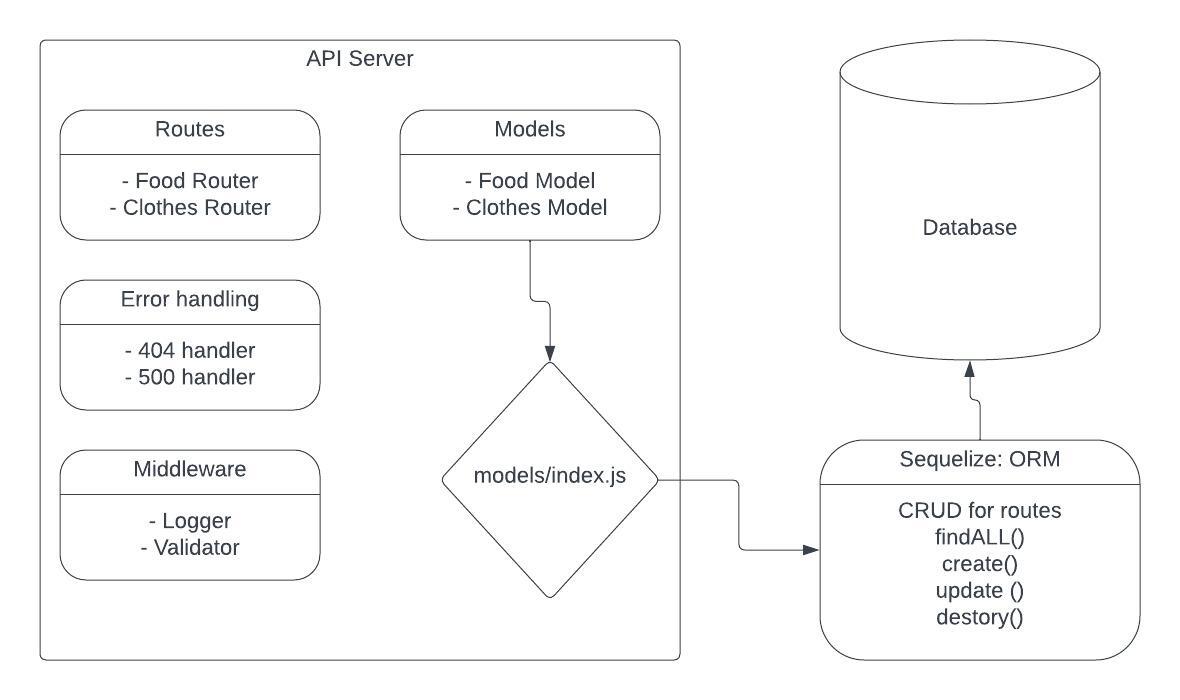 API Server
Routes
- Food Router
- Clothes Router
Models
- Food Model
- Clothes Model
Error handling
- 404 handler
- 500 handler
Middleware
- Logger
- Validator
models/index.js
Database
Sequelize: ORM
CRUD for routes
findALL()
create()
update ()
destory()